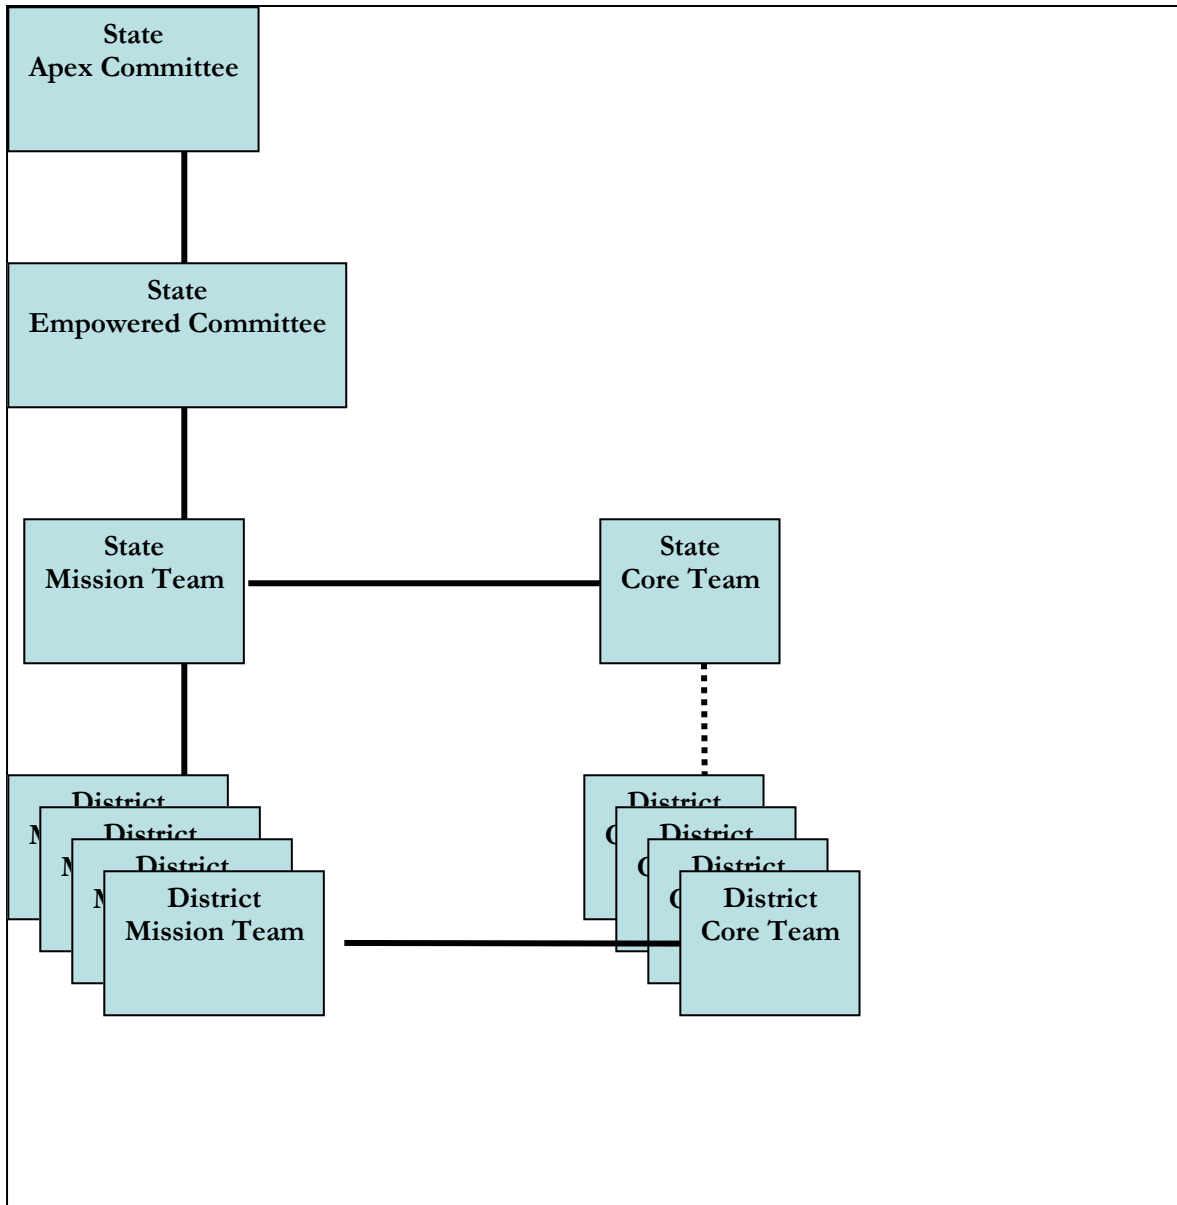 State
Apex Committee
State
Empowered Committee
State
Mission Team
State
Core Team
District
District
District
District
Mission Team
District
District
District
District
Core Team